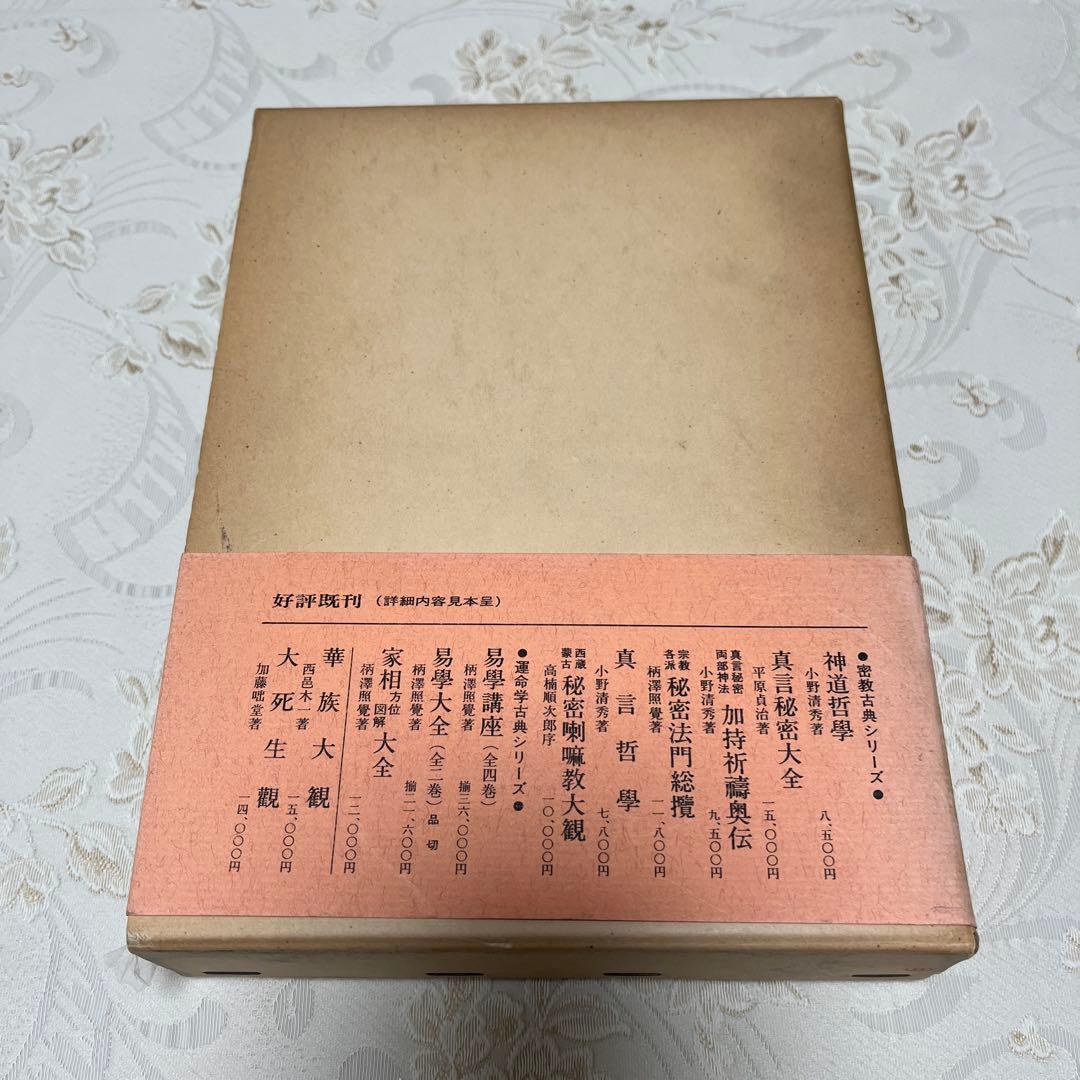 好評既刊（詳細内容見本呈）
●密教古典シリーズ●
神道哲學
小野清秀著
八、五〇〇円
真言秘密大全
平原貞治著
一五、〇〇〇円
真言秘密両部神法 加持祈禱奥伝
小野清秀著
九、五〇〇円
宗教各派 秘密法門総攬
柄澤照覺著
一一、八〇〇円
真言哲學
小野清秀著
七、八〇〇円
西蔵蒙古 秘密喇嘛教大観
高楠順次郎序
一〇、〇〇〇円
●運命学古典シリーズ●
易學講座（全四巻）
柄澤照覺著
揃三六、〇〇〇円
易學大全（全二巻）品切
柄澤照覺著
揃二一、六〇〇円
家相方位図解大全
柄澤照覺著
一二、〇〇〇円
華族大観
西邑木一著
一五、〇〇〇円
大死生觀
加藤咄堂著
一四、〇〇〇円